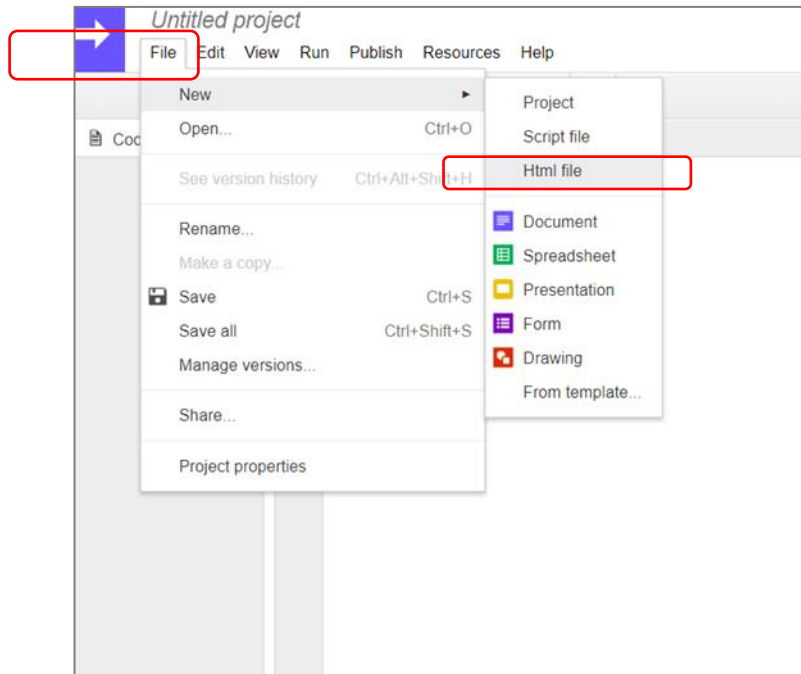 Untitled project
File Edit View Run Publish Resources Help
New
Project
Open... Ctrl+O
Script file
Cod
See version history Ctrl+Alt+Shift+H
Html file
Rename...
Document
Make a copy...
Spreadsheet
Save Ctrl+S
Presentation
Save all Ctrl+Shift+S
Form
Manage versions...
Drawing
From template...
Share...
Project properties